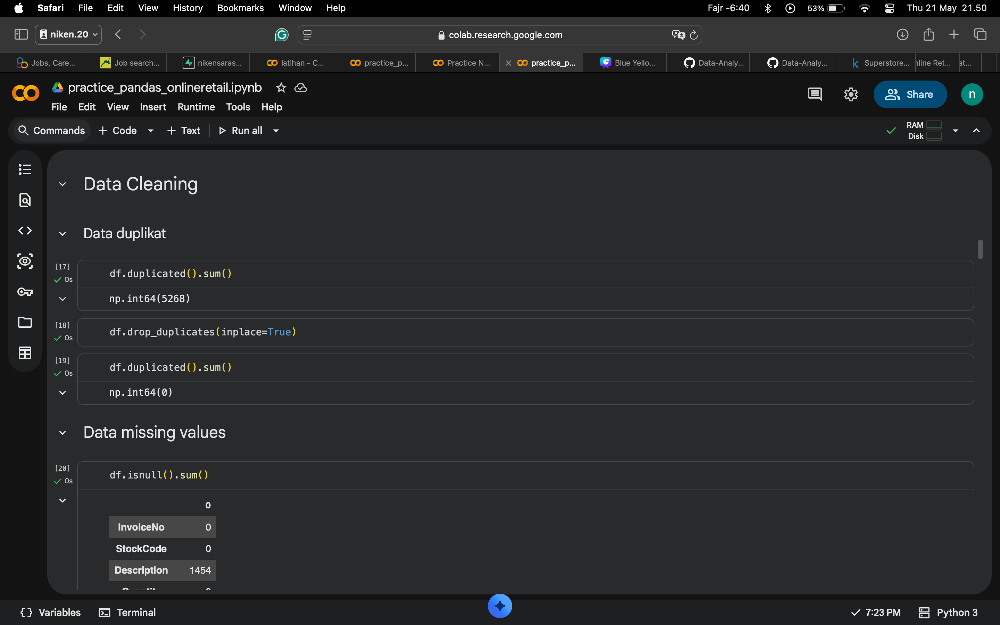 Safari File Edit View History Bookmarks Window Help Fajr -6:40 53% Thu 21 May 21.50
niken.20 colab.research.google.com
Jobs, Care... Job search... nikensaras... latihan - C... practice_p... Practice N... practice_p... Blue Yello... Data-Analy... Data-Analy... Superstore... nline Ret... at...
practice_pandas_onlineretail.ipynb
File Edit View Insert Runtime Tools Help
Share
n
Commands + Code + Text Run all
RAM
Disk
Data Cleaning
Data duplikat
[17]
0s
df.duplicated().sum()
np.int64(5268)
[18]
0s
df.drop_duplicates(inplace=True)
[19]
0s
df.duplicated().sum()
np.int64(0)
Data missing values
[20]
0s
df.isnull().sum()
0
InvoiceNo 0
StockCode 0
Description 1454
Quantity 0
Variables Terminal 7:23 PM Python 3